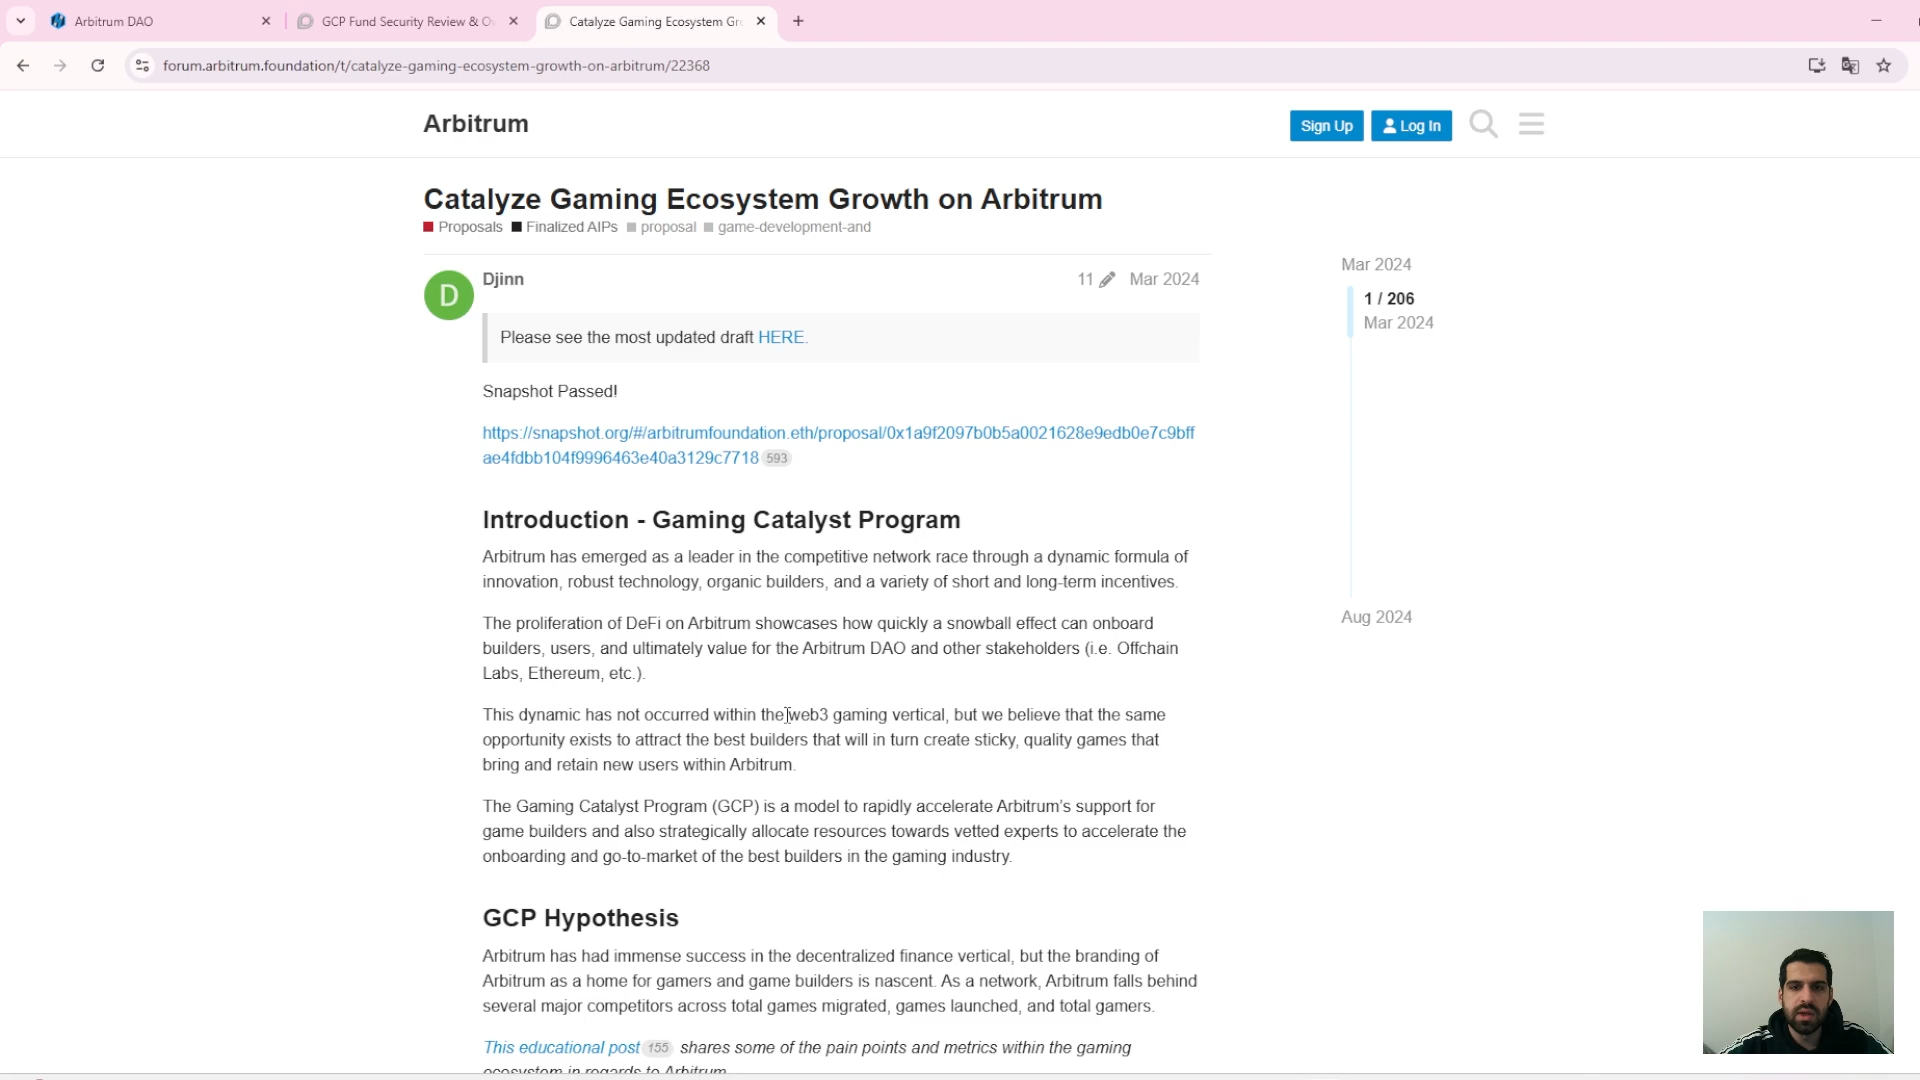 Arbitrum DAO
GCP Fund Security Review & O
Catalyze Gaming Ecosystem Gr
forum.arbitrum.foundation/t/catalyze-gaming-ecosystem-growth-on-arbitrum/22368
Arbitrum
Sign Up
Log In
Catalyze Gaming Ecosystem Growth on Arbitrum
Proposals Finalized AIPs proposal game-development-and
D
Djinn
11 Mar 2024
Please see the most updated draft HERE.
Snapshot Passed!
https://snapshot.org/#/arbitrumfoundation.eth/proposal/0x1a9f2097b0b5a0021628e9edb0e7c9bff
ae4fdbb104f9996463e40a3129c7718 593
Introduction - Gaming Catalyst Program
Arbitrum has emerged as a leader in the competitive network race through a dynamic formula of
innovation, robust technology, organic builders, and a variety of short and long-term incentives.
The proliferation of DeFi on Arbitrum showcases how quickly a snowball effect can onboard
builders, users, and ultimately value for the Arbitrum DAO and other stakeholders (i.e. Offchain
Labs, Ethereum, etc.).
This dynamic has not occurred within the web3 gaming vertical, but we believe that the same
opportunity exists to attract the best builders that will in turn create sticky, quality games that
bring and retain new users within Arbitrum.
The Gaming Catalyst Program (GCP) is a model to rapidly accelerate Arbitrum's support for
game builders and also strategically allocate resources towards vetted experts to accelerate the
onboarding and go-to-market of the best builders in the gaming industry.
GCP Hypothesis
Arbitrum has had immense success in the decentralized finance vertical, but the branding of
Arbitrum as a home for gamers and game builders is nascent. As a network, Arbitrum falls behind
several major competitors across total games migrated, games launched, and total gamers.
This educational post 155 shares some of the pain points and metrics within the gaming
ecosystem in regards to Arbitrum
Mar 2024
1 / 206
Mar 2024
Aug 2024